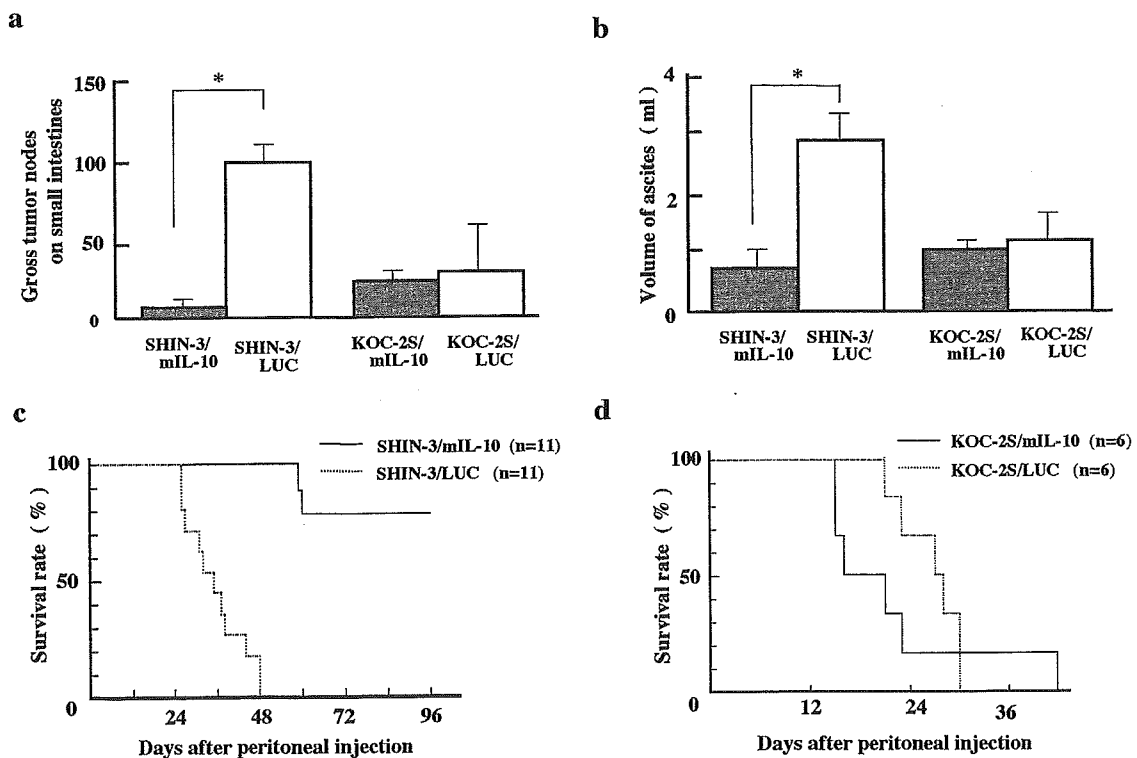 a
*
Gross tumor nodes
on small intestines
150
100
50
0
SHIN-3/
mIL-10
SHIN-3/
LUC
KOC-2S/
mIL-10
KOC-2S/
LUC
b
*
Volume of ascites ( ml )
4
2
0
SHIN-3/
mIL-10
SHIN-3/
LUC
KOC-2S/
mIL-10
KOC-2S/
LUC
c
SHIN-3/mIL-10 (n=11)
SHIN-3/LUC (n=11)
Survival rate ( % )
100
50
0
24 48 72 96
Days after peritoneal injection
d
KOC-2S/mIL-10 (n=6)
KOC-2S/LUC (n=6)
Survival rate ( % )
100
50
0
12 24 36
Days after peritoneal injection